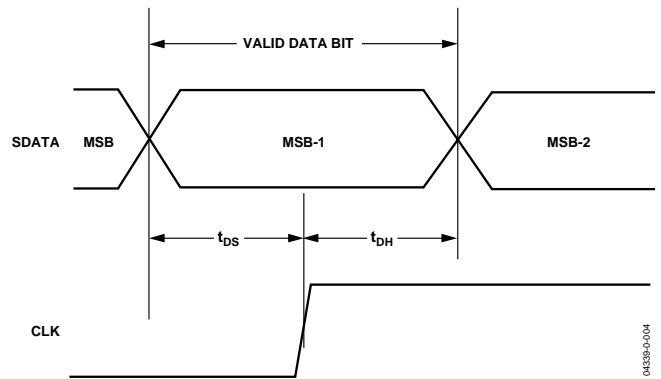 VALID DATA BIT
SDATA MSB MSB-1 MSB-2
tDS tDH
CLK
04339-0-004